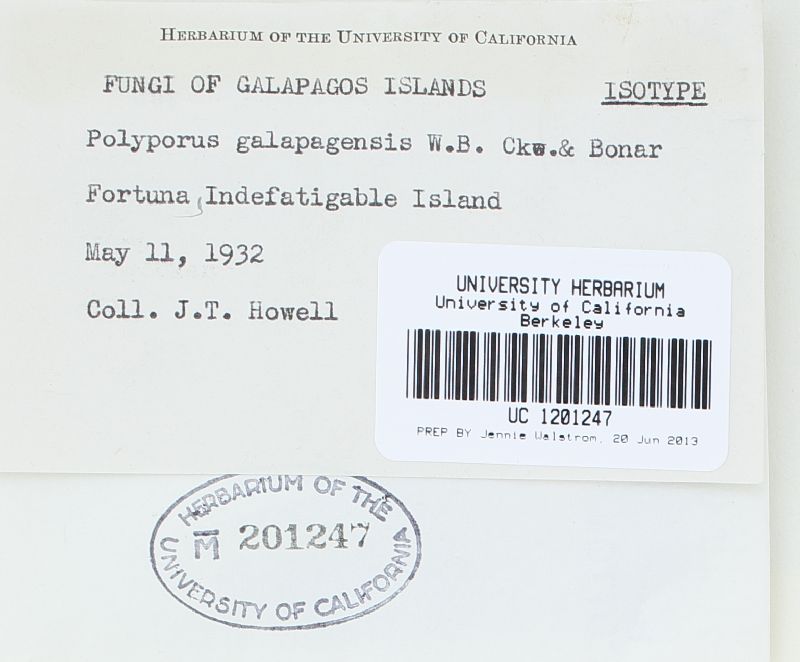 HERBARIUM OF THE UNIVERSITY OF CALIFORNIA
FUNGI OF GALAPAGOS ISLANDS ISOTYPE
Polyporus galapagensis W.B. Ckw.& Bonar
Fortuna, Indefatigable Island
May 11, 1932
Coll. J.T. Howell
UNIVERSITY HERBARIUM
University of California
Berkeley
UC 1201247
PREP BY Jennie Walstrom, 20 Jun 2013
HERBARIUM OF THE
M 201247
UNIVERSITY OF CALIFORNIA